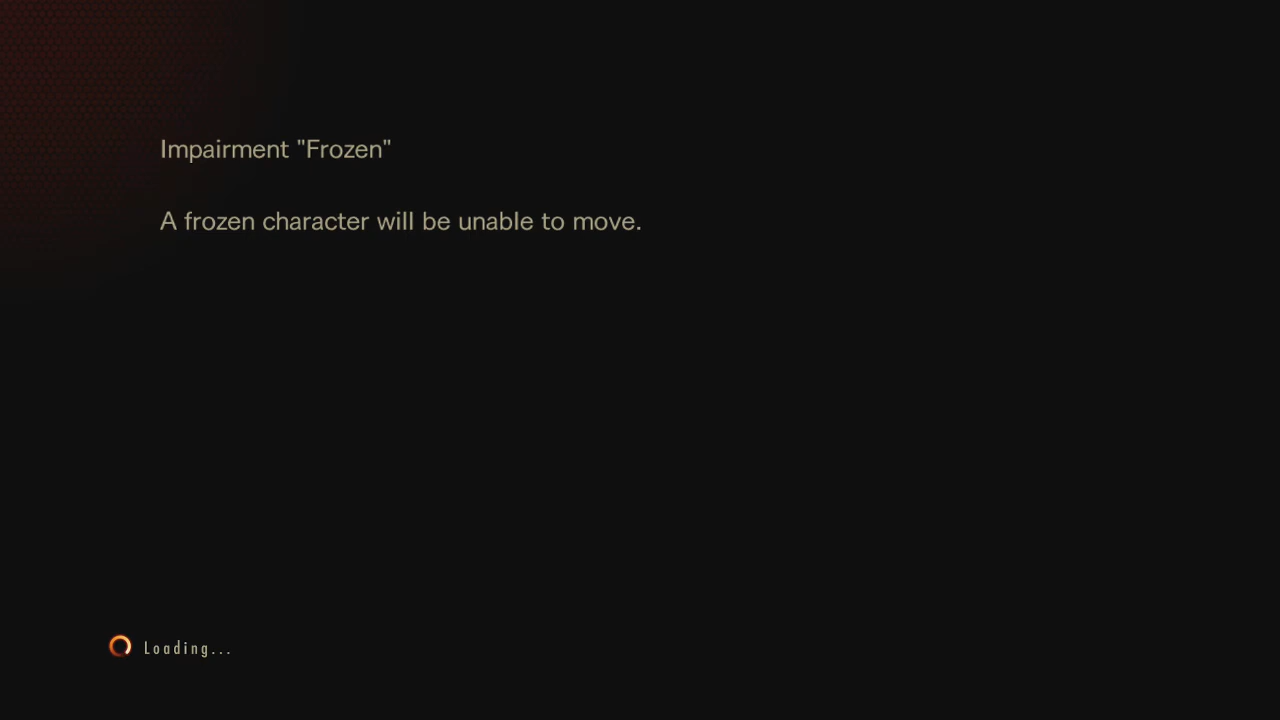 Impairment "Frozen"
A frozen character will be unable to move.
Loading...